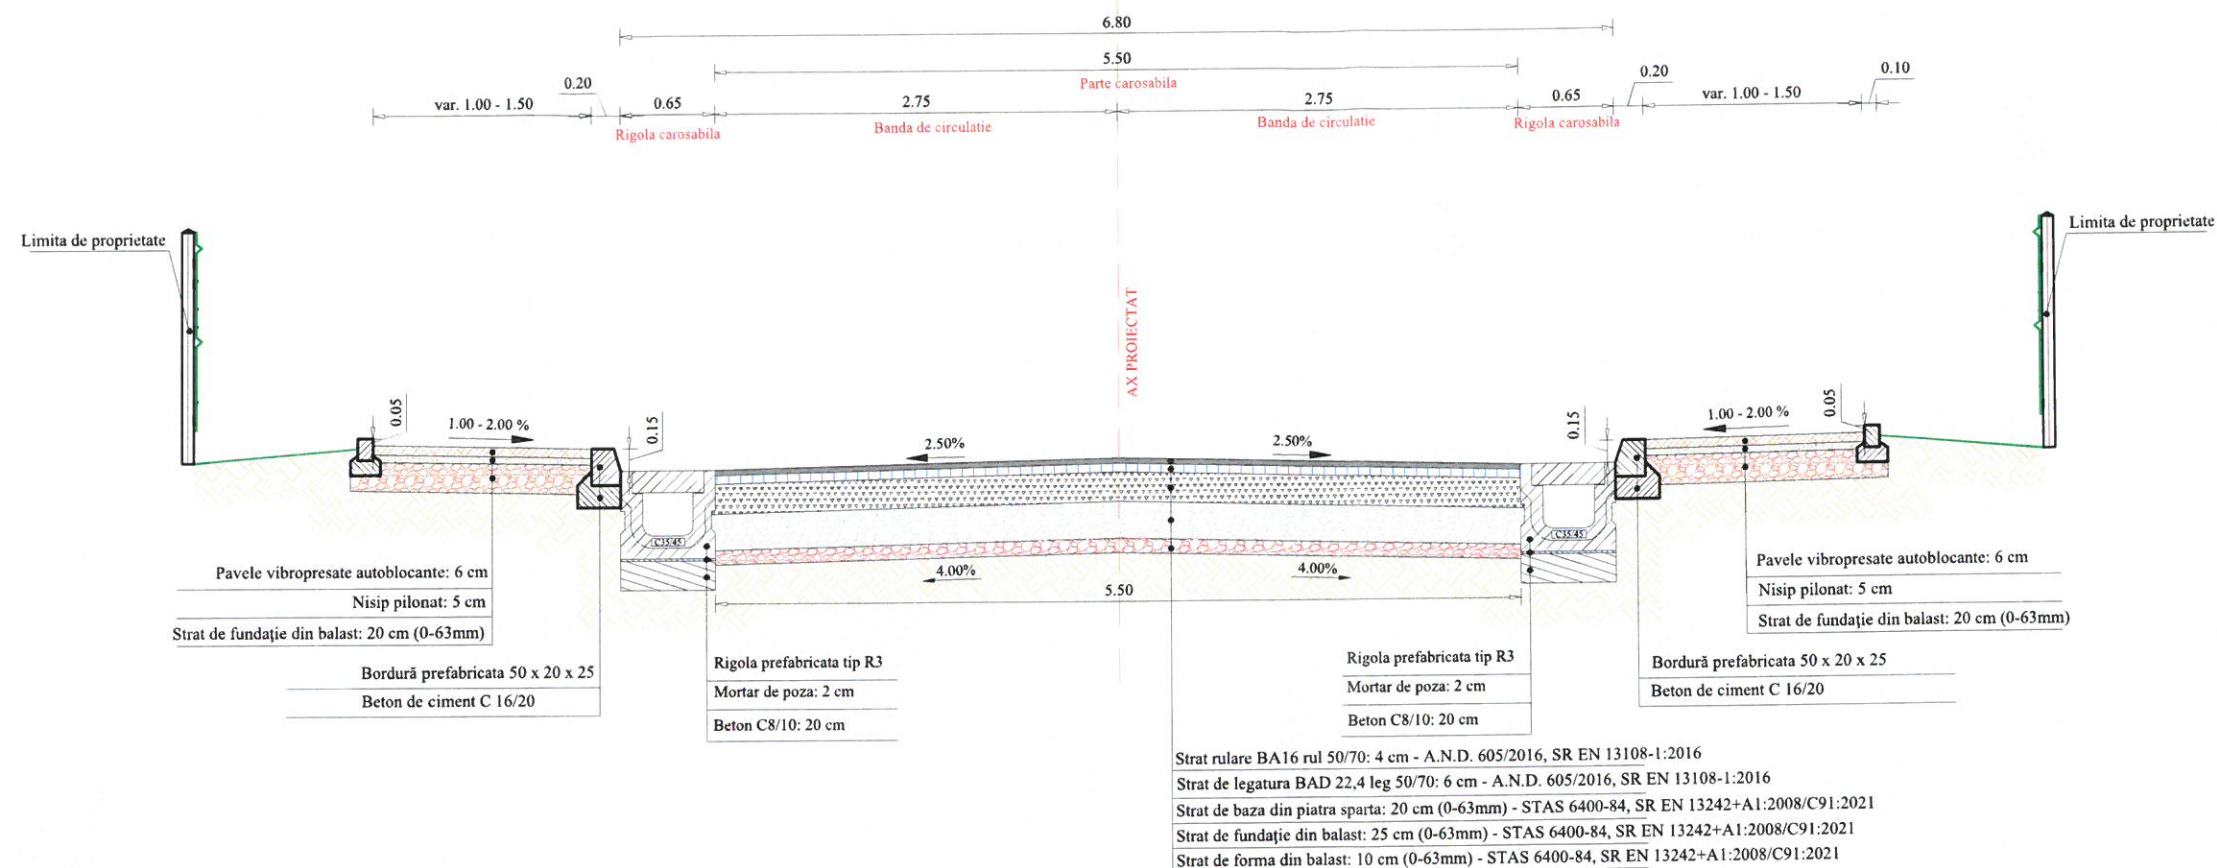 6.80
5.50
Parte carosabila
var. 1.00 - 1.50
0.20
0.65
2.75
2.75
0.65
0.20
var. 1.00 - 1.50
0.10
Rigola carosabila
Banda de circulatie
Banda de circulatie
Rigola carosabila
Limita de proprietate
Limita de proprietate
AX PROIECTAT
0.05
1.00 - 2.00 %
0.15
2.50%
2.50%
0.15
1.00 - 2.00 %
0.05
C35/45
C35/45
4.00%
4.00%
5.50
Pavele vibropresate autoblocante: 6 cm
Nisip pilonat: 5 cm
Strat de fundaţie din balast: 20 cm (0-63mm)
Bordură prefabricata 50 x 20 x 25
Beton de ciment C 16/20
Rigola prefabricata tip R3
Mortar de poza: 2 cm
Beton C8/10: 20 cm
Rigola prefabricata tip R3
Mortar de poza: 2 cm
Beton C8/10: 20 cm
Pavele vibropresate autoblocante: 6 cm
Nisip pilonat: 5 cm
Strat de fundaţie din balast: 20 cm (0-63mm)
Bordură prefabricata 50 x 20 x 25
Beton de ciment C 16/20
Strat rulare BA16 rul 50/70: 4 cm - A.N.D. 605/2016, SR EN 13108-1:2016
Strat de legatura BAD 22,4 leg 50/70: 6 cm - A.N.D. 605/2016, SR EN 13108-1:2016
Strat de baza din piatra sparta: 20 cm (0-63mm) - STAS 6400-84, SR EN 13242+A1:2008/C91:2021
Strat de fundaţie din balast: 25 cm (0-63mm) - STAS 6400-84, SR EN 13242+A1:2008/C91:2021
Strat de forma din balast: 10 cm (0-63mm) - STAS 6400-84, SR EN 13242+A1:2008/C91:2021